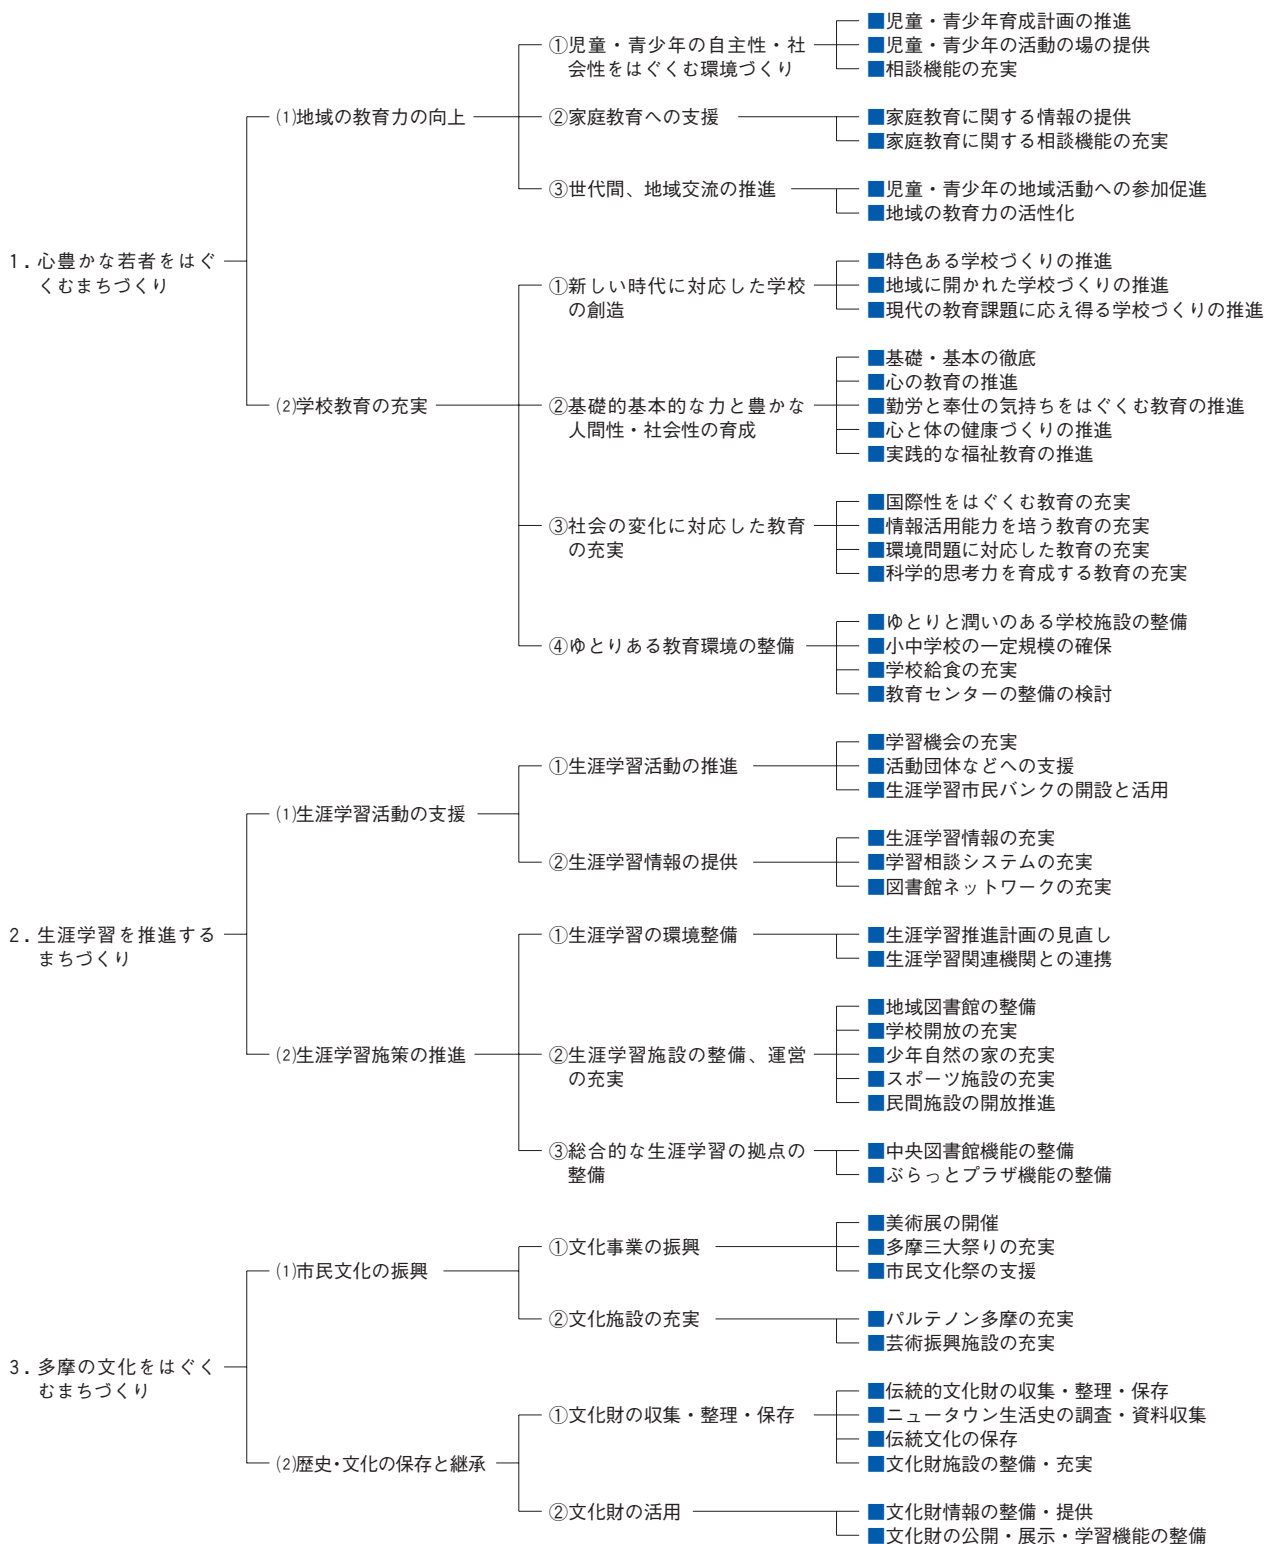 1．心豊かな若者をはぐ
くむまちづくり
⑴地域の教育力の向上
①児童・青少年の自主性・社
会性をはぐくむ環境づくり
■児童・青少年育成計画の推進
■児童・青少年の活動の場の提供
■相談機能の充実
②家庭教育への支援
■家庭教育に関する情報の提供
■家庭教育に関する相談機能の充実
③世代間、地域交流の推進
■児童・青少年の地域活動への参加促進
■地域の教育力の活性化
⑵学校教育の充実
①新しい時代に対応した学校
の創造
■特色ある学校づくりの推進
■地域に開かれた学校づくりの推進
■現代の教育課題に応え得る学校づくりの推進
②基礎的基本的な力と豊かな
人間性・社会性の育成
■基礎・基本の徹底
■心の教育の推進
■勤労と奉仕の気持ちをはぐくむ教育の推進
■心と体の健康づくりの推進
■実践的な福祉教育の推進
③社会の変化に対応した教育
の充実
■国際性をはぐくむ教育の充実
■情報活用能力を培う教育の充実
■環境問題に対応した教育の充実
■科学的思考力を育成する教育の充実
④ゆとりある教育環境の整備
■ゆとりと潤いのある学校施設の整備
■小中学校の一定規模の確保
■学校給食の充実
■教育センターの整備の検討
2．生涯学習を推進する
まちづくり
⑴生涯学習活動の支援
①生涯学習活動の推進
■学習機会の充実
■活動団体などへの支援
■生涯学習市民バンクの開設と活用
②生涯学習情報の提供
■生涯学習情報の充実
■学習相談システムの充実
■図書館ネットワークの充実
⑵生涯学習施策の推進
①生涯学習の環境整備
■生涯学習推進計画の見直し
■生涯学習関連機関との連携
②生涯学習施設の整備、運営
の充実
■地域図書館の整備
■学校開放の充実
■少年自然の家の充実
■スポーツ施設の充実
■民間施設の開放推進
③総合的な生涯学習の拠点の
整備
■中央図書館機能の整備
■ぶらっとプラザ機能の整備
3．多摩の文化をはぐく
むまちづくり
⑴市民文化の振興
①文化事業の振興
■美術展の開催
■多摩三大祭りの充実
■市民文化祭の支援
②文化施設の充実
■パルテノン多摩の充実
■芸術振興施設の充実
⑵歴史・文化の保存と継承
①文化財の収集・整理・保存
■伝統的文化財の収集・整理・保存
■ニュータウン生活史の調査・資料収集
■伝統文化の保存
■文化財施設の整備・充実
②文化財の活用
■文化財情報の整備・提供
■文化財の公開・展示・学習機能の整備